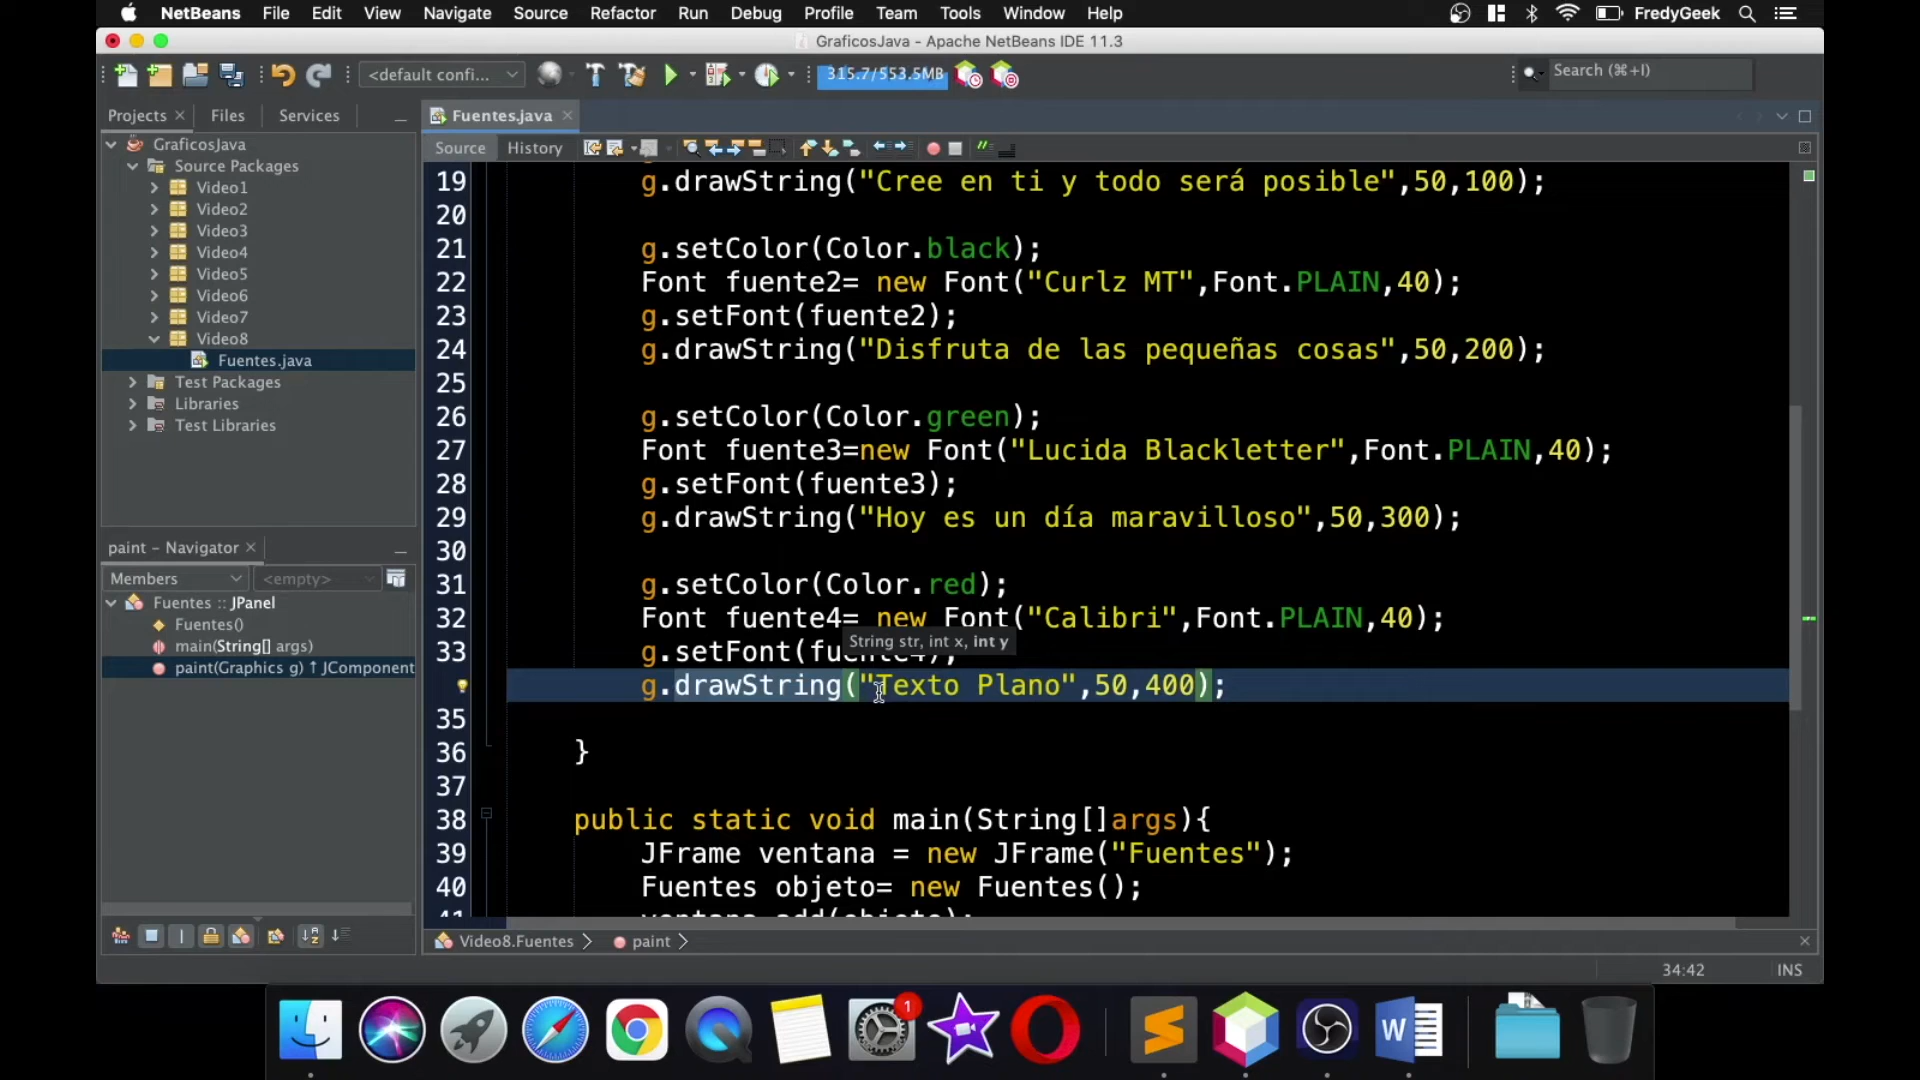 NetBeans File Edit View Navigate Source Refactor Run Debug Profile Team Tools Window Help FredyGeek
GraficosJava - Apache NetBeans IDE 11.3
<default confi... 315.7/553.5MB Search (⌘+I)
Projects Files Services Fuentes.java
Source History
GraficosJava
Source Packages
Video1
Video2
Video3
Video4
Video5
Video6
Video7
Video8
Fuentes.java
Test Packages
Libraries
Test Libraries
paint - Navigator
Members <empty>
Fuentes :: JPanel
Fuentes()
main(String[] args)
paint(Graphics g) ↑ JComponent
19 g.drawString("Cree en ti y todo será posible",50,100);
20
21 g.setColor(Color.black);
22 Font fuente2= new Font("Curlz MT",Font.PLAIN,40);
23 g.setFont(fuente2);
24 g.drawString("Disfruta de las pequeñas cosas",50,200);
25
26 g.setColor(Color.green);
27 Font fuente3=new Font("Lucida Blackletter",Font.PLAIN,40);
28 g.setFont(fuente3);
29 g.drawString("Hoy es un día maravilloso",50,300);
30
31 g.setColor(Color.red);
32 Font fuente4= new Font("Calibri",Font.PLAIN,40);
String str, int x, int y
33 g.setFont(fuente4);
g.drawString("Texto Plano",50,400);
35
36 }
37
38 public static void main(String[]args){
39 JFrame ventana = new JFrame("Fuentes");
40 Fuentes objeto= new Fuentes();
41 ventana.add(objeto);
Video8.Fuentes paint
34:42 INS
1
W